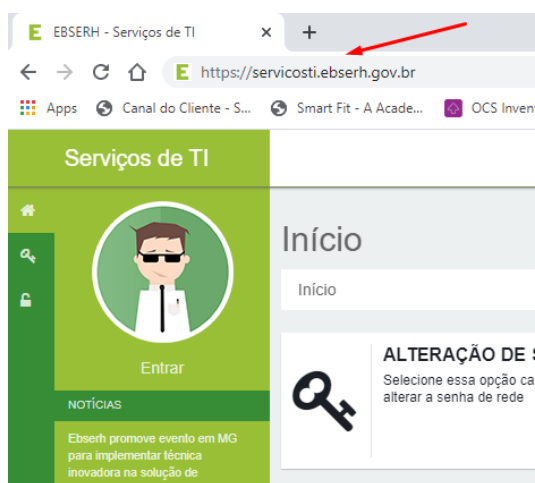 E EBSERH - Serviços de TI
E https://servicosti.ebserh.gov.br
Apps Canal do Cliente - S... Smart Fit - A Acade... OCS Inven
Serviços de TI
Início
Início
Entrar
ALTERAÇÃO DE
Selecione essa opção ca
alterar a senha de rede
NOTÍCIAS
Ebserh promove evento em MG
para implementar técnica
inovadora na solução de